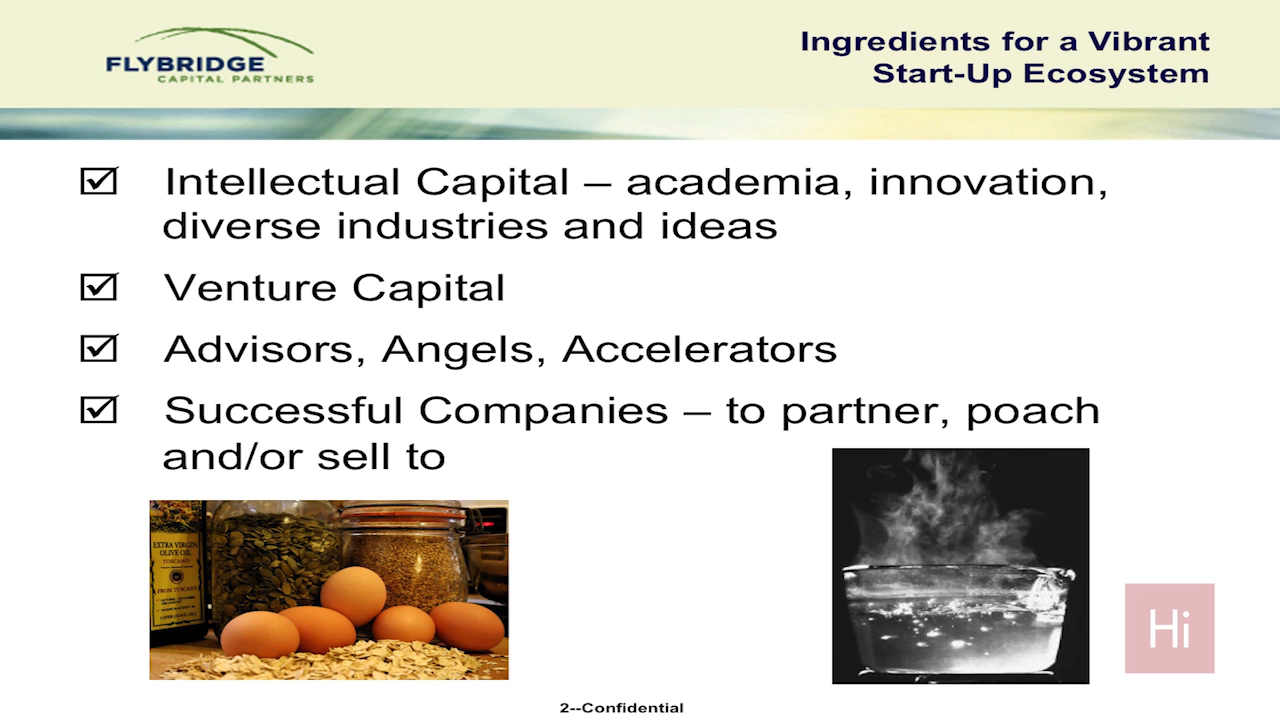 FLYBRIDGE
CAPITAL PARTNERS
Ingredients for a Vibrant
Start-Up Ecosystem
Intellectual Capital – academia, innovation,
diverse industries and ideas
Venture Capital
Advisors, Angels, Accelerators
Successful Companies – to partner, poach
and/or sell to
EXTRA VIRGIN
OLIVE OIL
TOSCANO
FROM TUSCANY
Hi
2--Confidential